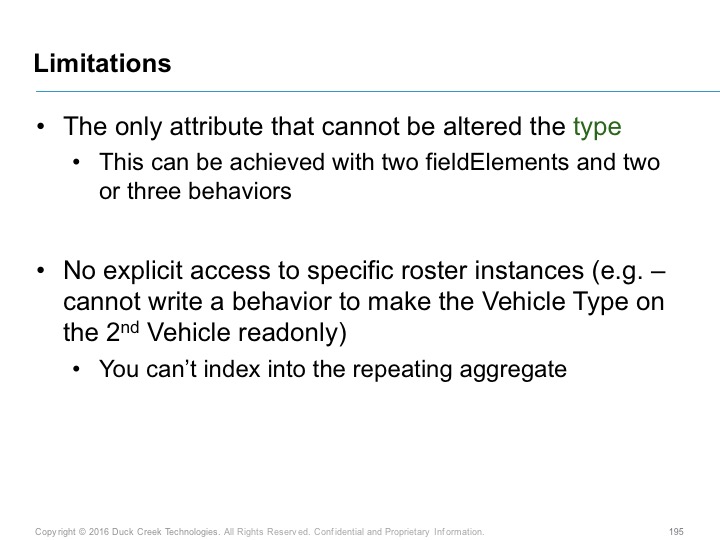 Limitations
• The only attribute that cannot be altered the type
• This can be achieved with two fieldElements and two
or three behaviors
• No explicit access to specific roster instances (e.g. –
cannot write a behavior to make the Vehicle Type on
the 2nd Vehicle readonly)
• You can’t index into the repeating aggregate
Copyright © 2016 Duck Creek Technologies. All Rights Reserved. Confidential and Proprietary Information.
195